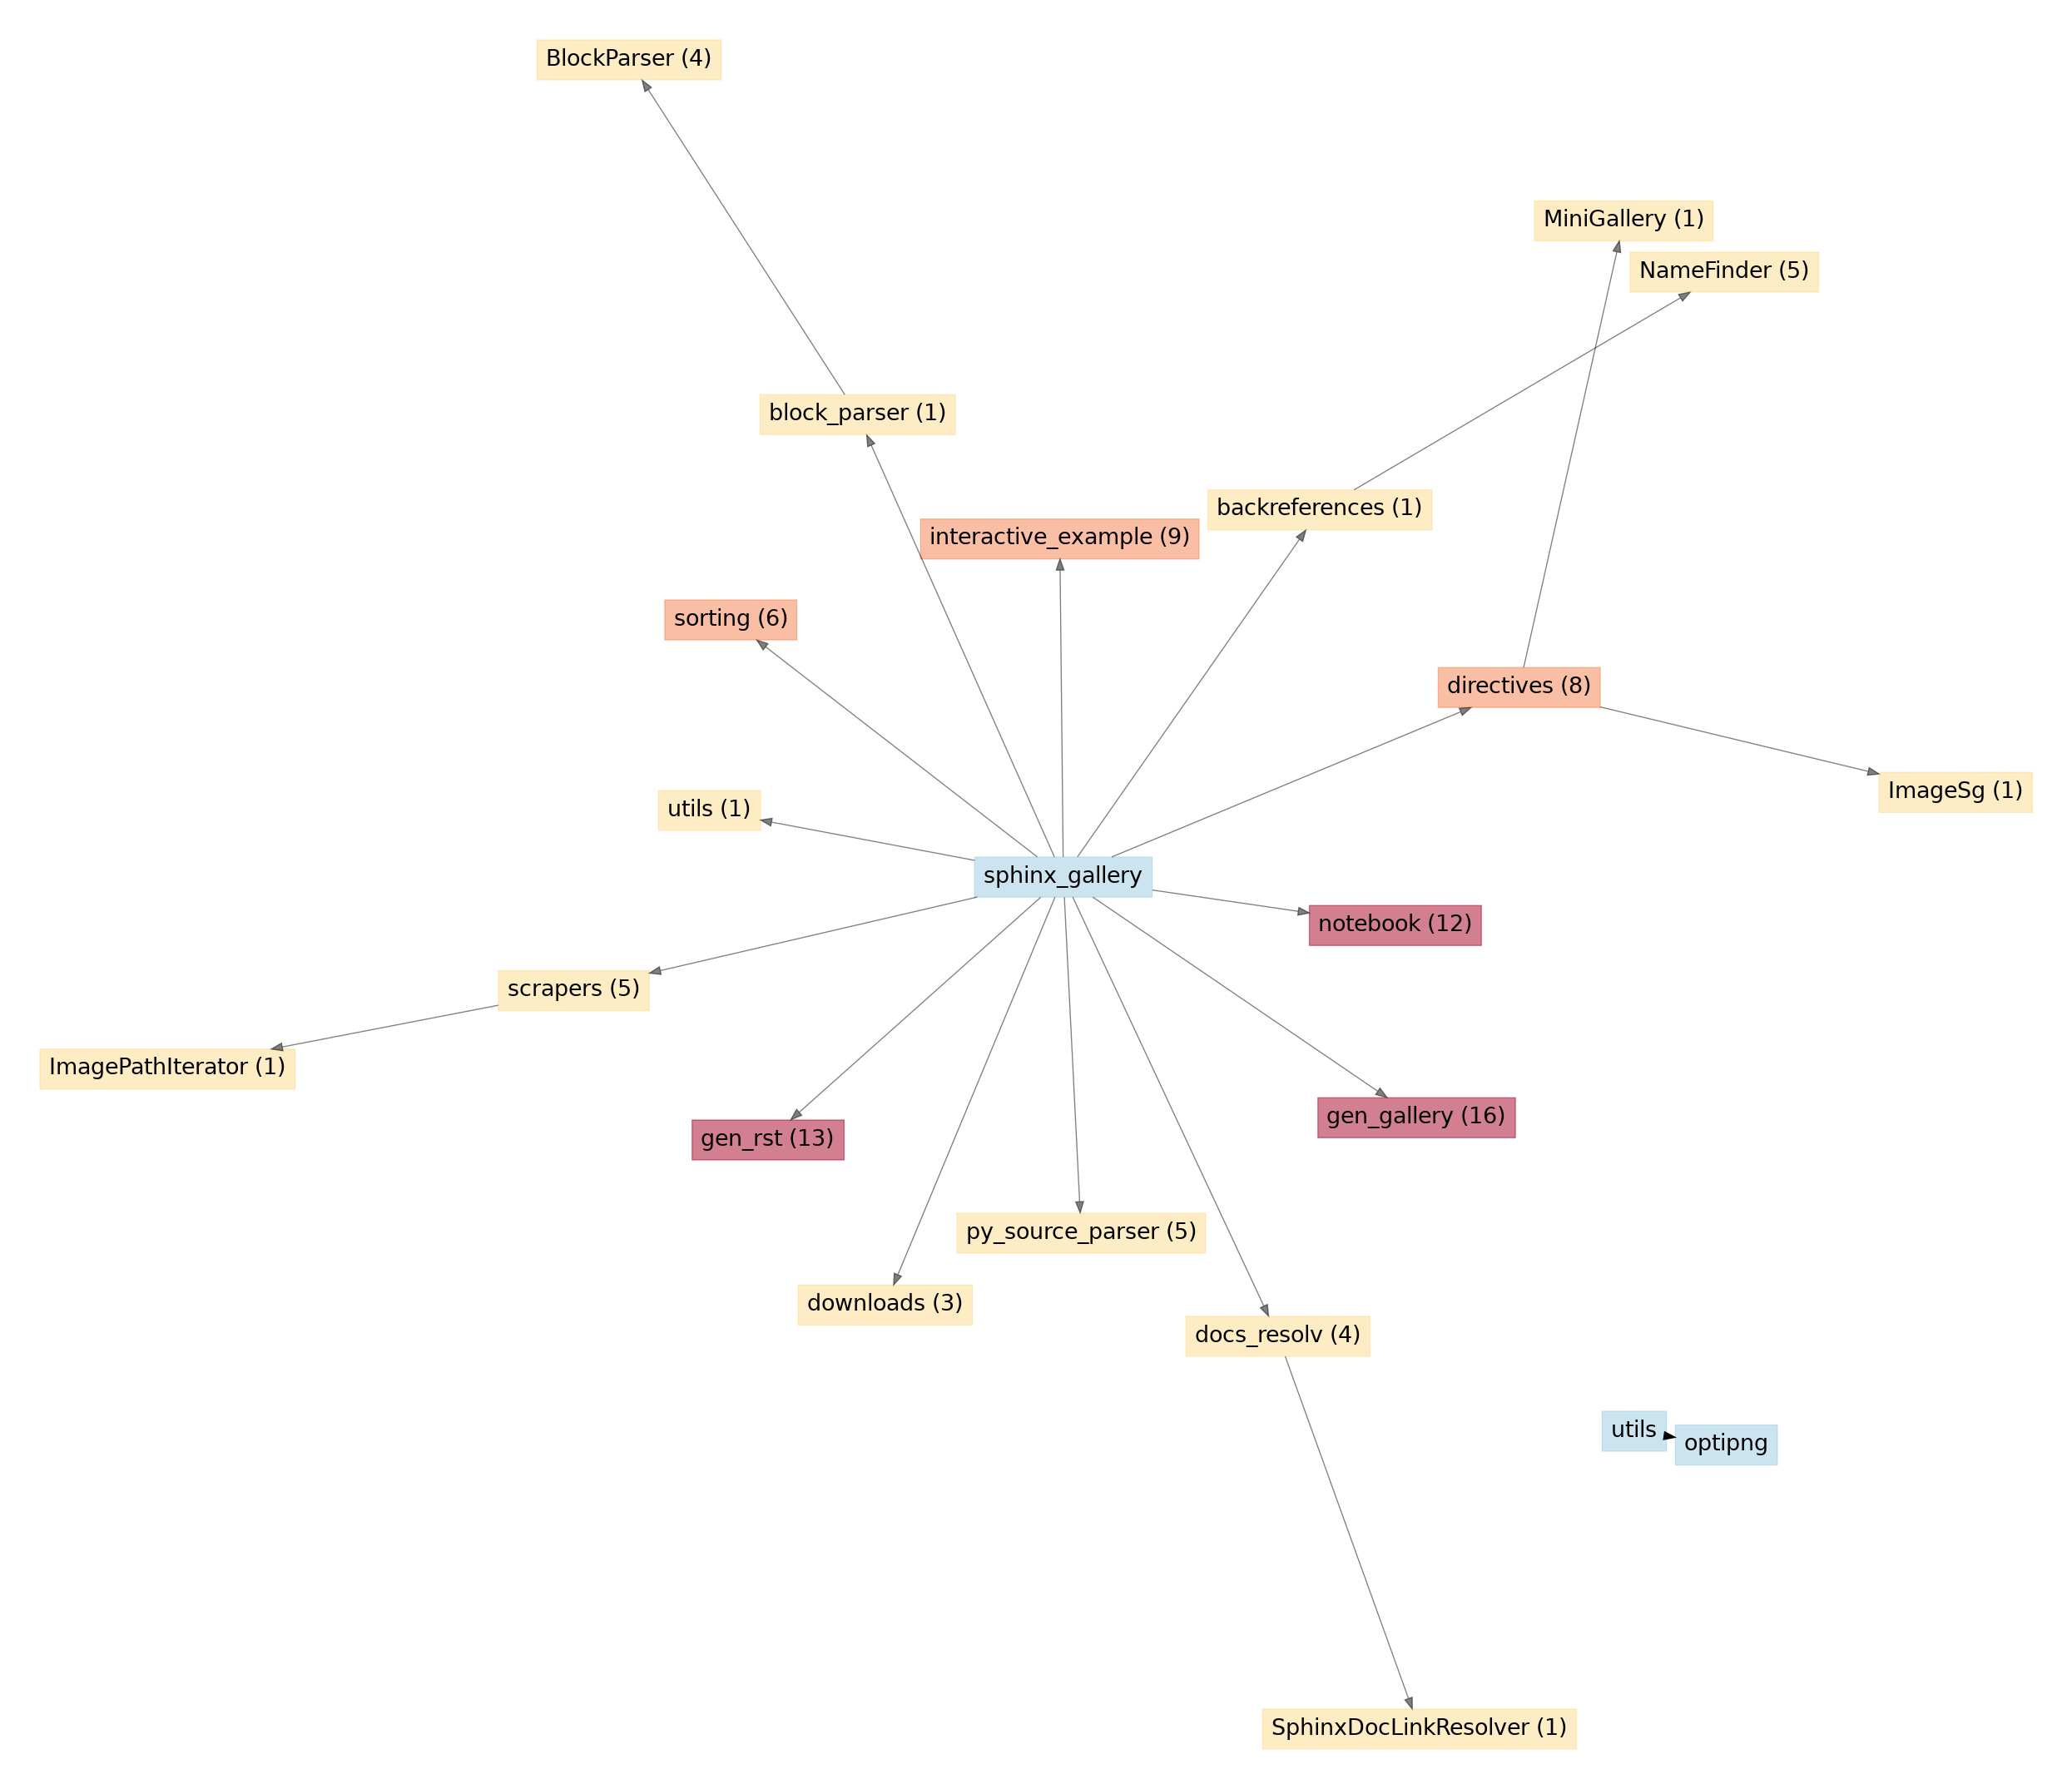 BlockParser (4)
MiniGallery (1)
NameFinder (5)
block_parser (1)
backreferences (1)
interactive_example (9)
sorting (6)
directives (8)
ImageSg (1)
utils (1)
sphinx_gallery
notebook (12)
scrapers (5)
ImagePathIterator (1)
gen_gallery (16)
gen_rst (13)
py_source_parser (5)
downloads (3)
docs_resolv (4)
utils
optipng
SphinxDocLinkResolver (1)